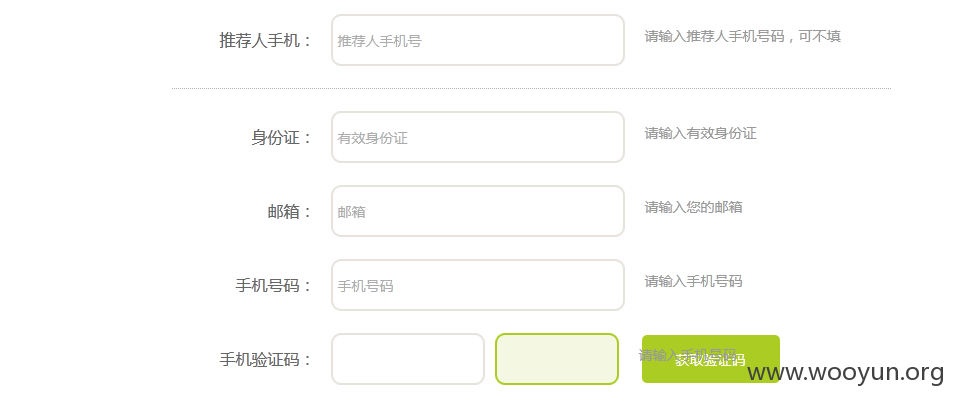 推荐人手机： 推荐人手机号 请输入推荐人手机号码，可不填
身份证： 有效身份证 请输入有效身份证
邮箱： 邮箱 请输入您的邮箱
手机号码： 手机号码 请输入手机号码
手机验证码： 请输入手机号码 获取验证码
www.wooyun.org